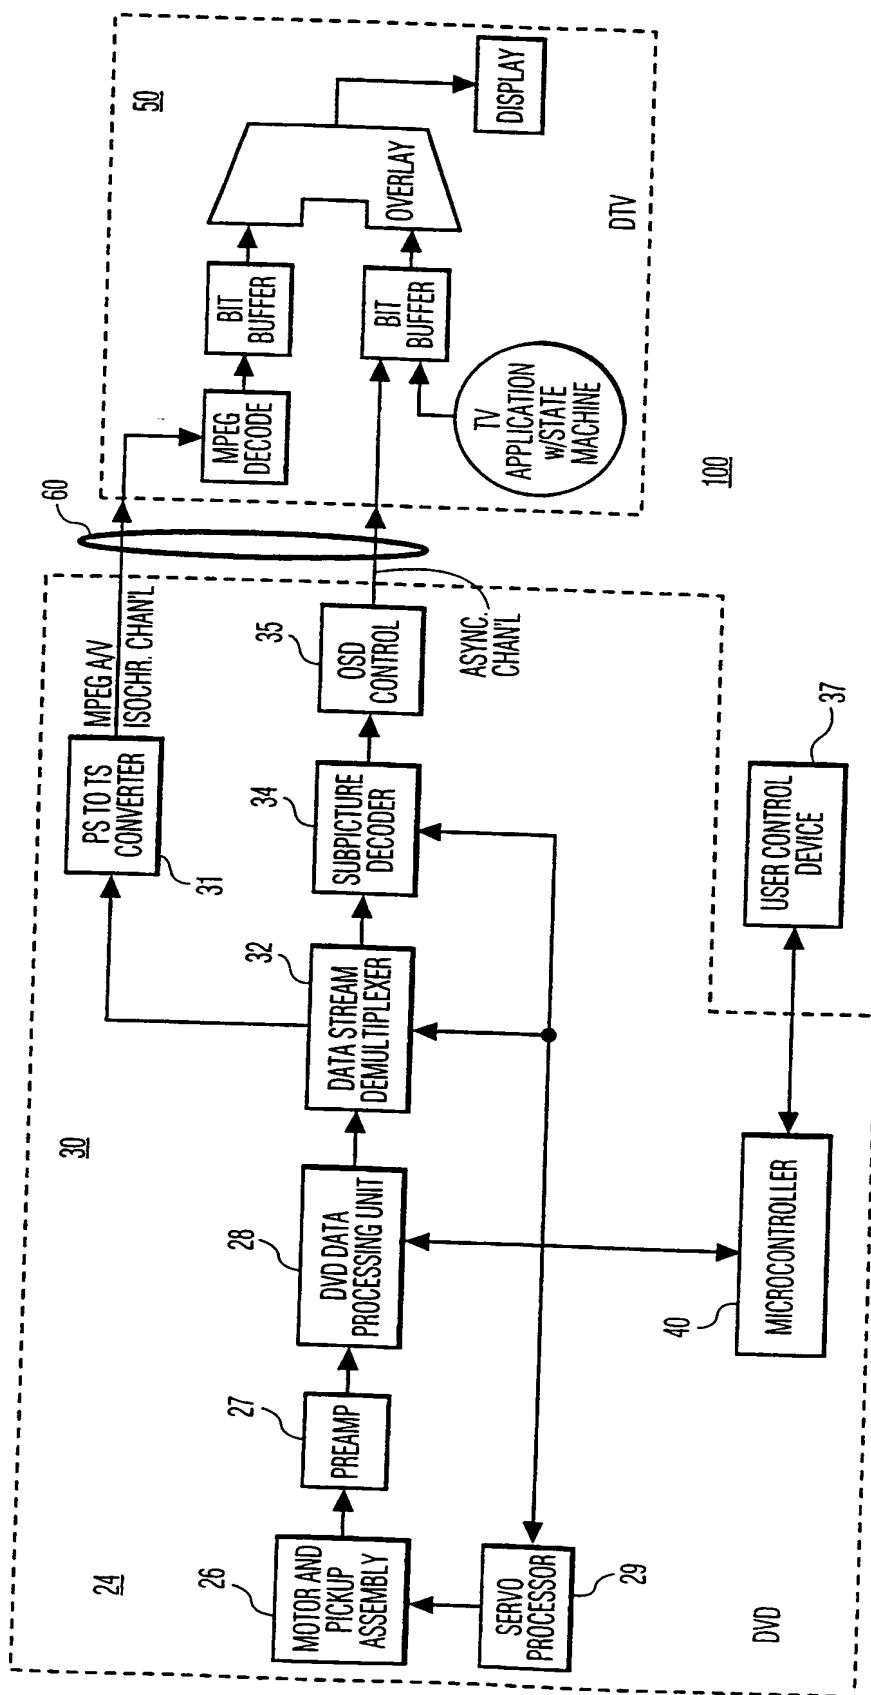 24
30
26
MOTOR AND
PICKUP
ASSEMBLY
27
PREAMP
28
DVD DATA
PROCESSING UNIT
32
DATA STREAM
DEMULTIPLEXER
31
PS TO TS
CONVERTER
34
SUBPICTURE
DECODER
35
OSD
CONTROL
MPEG A/V
ISOCHR. CHAN'L
ASYNC.
CHAN'L
60
29
SERVO
PROCESSOR
DVD
40
MICROCONTROLLER
37
USER CONTROL
DEVICE
100
50
MPEG
DECODE
BIT
BUFFER
BIT
BUFFER
TV
APPLICATION
W/STATE
MACHINE
OVERLAY
DISPLAY
DTV